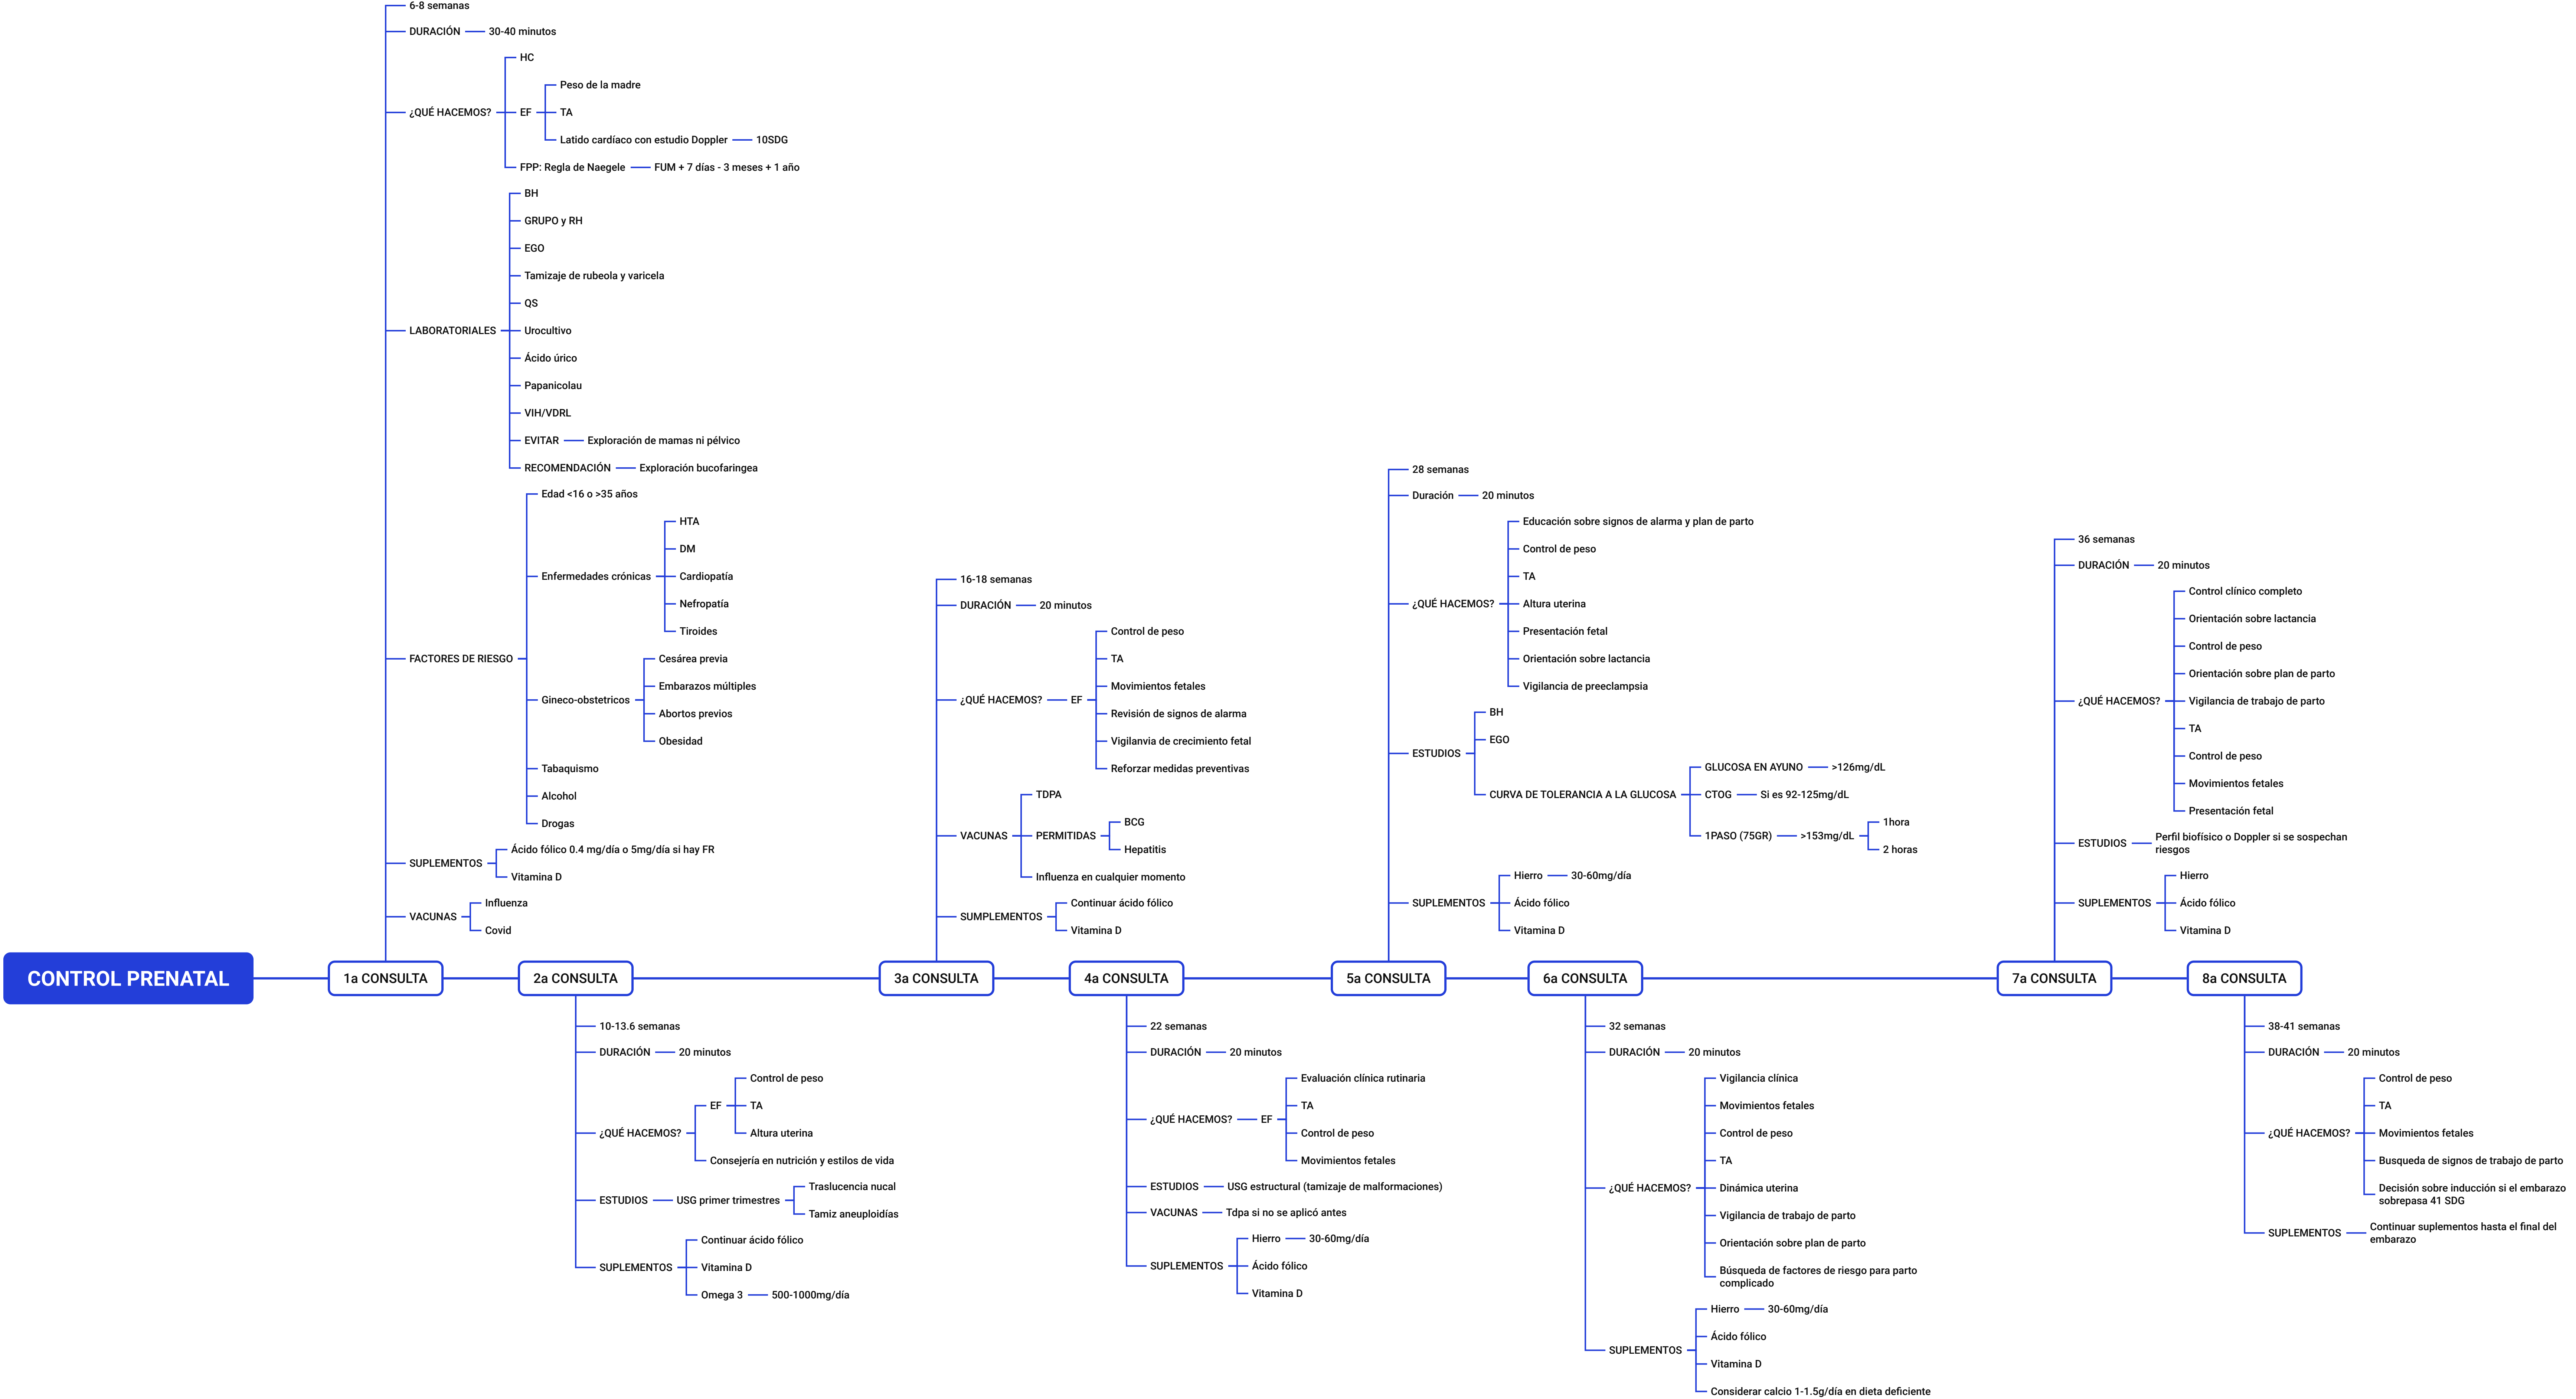 CONTROL PRENATAL
1a CONSULTA
6-8 semanas
DURACIÓN
30-40 minutos
¿QUÉ HACEMOS?
HC
EF
Peso de la madre
TA
Latido cardíaco con estudio Doppler
10SDG
FPP: Regla de Naegele
FUM + 7 días - 3 meses + 1 año
LABORATORIALES
BH
GRUPO y RH
EGO
Tamizaje de rubeola y varicela
QS
Urocultivo
Ácido úrico
Papanicolau
VIH/VDRL
EVITAR
Exploración de mamas ni pélvico
RECOMENDACIÓN
Exploración bucofaringea
FACTORES DE RIESGO
Edad <16 o >35 años
Enfermedades crónicas
HTA
DM
Cardiopatía
Nefropatía
Tiroides
Gineco-obstetricos
Cesárea previa
Embarazos múltiples
Abortos previos
Obesidad
Tabaquismo
Alcohol
Drogas
SUPLEMENTOS
Ácido fólico 0.4 mg/día o 5mg/día si hay FR
Vitamina D
VACUNAS
Influenza
Covid
2a CONSULTA
10-13.6 semanas
DURACIÓN
20 minutos
¿QUÉ HACEMOS?
EF
Control de peso
TA
Altura uterina
Consejería en nutrición y estilos de vida
ESTUDIOS
USG primer trimestres
Traslucencia nucal
Tamiz aneuploidías
SUPLEMENTOS
Continuar ácido fólico
Vitamina D
Omega 3
500-1000mg/día
3a CONSULTA
16-18 semanas
DURACIÓN
20 minutos
¿QUÉ HACEMOS?
EF
Control de peso
TA
Movimientos fetales
Revisión de signos de alarma
Vigilanvia de crecimiento fetal
Reforzar medidas preventivas
VACUNAS
TDPA
PERMITIDAS
BCG
Hepatitis
Influenza en cualquier momento
SUMPLEMENTOS
Continuar ácido fólico
Vitamina D
4a CONSULTA
22 semanas
DURACIÓN
20 minutos
¿QUÉ HACEMOS?
EF
Evaluación clínica rutinaria
TA
Control de peso
Movimientos fetales
ESTUDIOS
USG estructural (tamizaje de malformaciones)
VACUNAS
Tdpa si no se aplicó antes
SUPLEMENTOS
Hierro
30-60mg/día
Ácido fólico
Vitamina D
5a CONSULTA
28 semanas
Duración
20 minutos
¿QUÉ HACEMOS?
Educación sobre signos de alarma y plan de parto
Control de peso
TA
Altura uterina
Presentación fetal
Orientación sobre lactancia
Vigilancia de preeclampsia
ESTUDIOS
BH
EGO
CURVA DE TOLERANCIA A LA GLUCOSA
GLUCOSA EN AYUNO
>126mg/dL
CTOG
Si es 92-125mg/dL
1PASO (75GR)
>153mg/dL
1hora
2 horas
SUPLEMENTOS
Hierro
30-60mg/día
Ácido fólico
Vitamina D
6a CONSULTA
32 semanas
DURACIÓN
20 minutos
¿QUÉ HACEMOS?
Vigilancia clínica
Movimientos fetales
Control de peso
TA
Dinámica uterina
Vigilancia de trabajo de parto
Orientación sobre plan de parto
Búsqueda de factores de riesgo para parto
complicado
SUPLEMENTOS
Hierro
30-60mg/día
Ácido fólico
Vitamina D
Considerar calcio 1-1.5g/día en dieta deficiente
7a CONSULTA
36 semanas
DURACIÓN
20 minutos
¿QUÉ HACEMOS?
Control clínico completo
Orientación sobre lactancia
Control de peso
Orientación sobre plan de parto
Vigilancia de trabajo de parto
TA
Control de peso
Movimientos fetales
Presentación fetal
ESTUDIOS
Perfil biofísico o Doppler si se sospechan
riesgos
SUPLEMENTOS
Hierro
Ácido fólico
Vitamina D
8a CONSULTA
38-41 semanas
DURACIÓN
20 minutos
¿QUÉ HACEMOS?
Control de peso
TA
Movimientos fetales
Busqueda de signos de trabajo de parto
Decisión sobre inducción si el embarazo
sobrepasa 41 SDG
SUPLEMENTOS
Continuar suplementos hasta el final del
embarazo